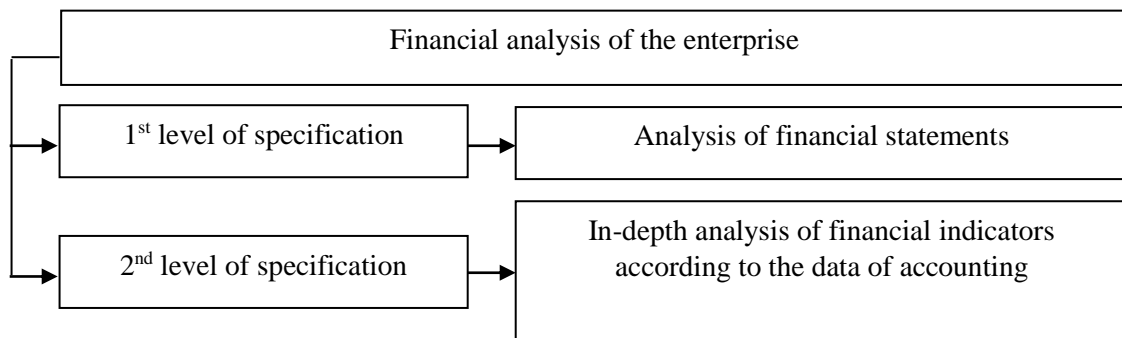 Financial analysis of the enterprise
1st level of specification
Analysis of financial statements
2nd level of specification
In-depth analysis of financial indicators
according to the data of accounting